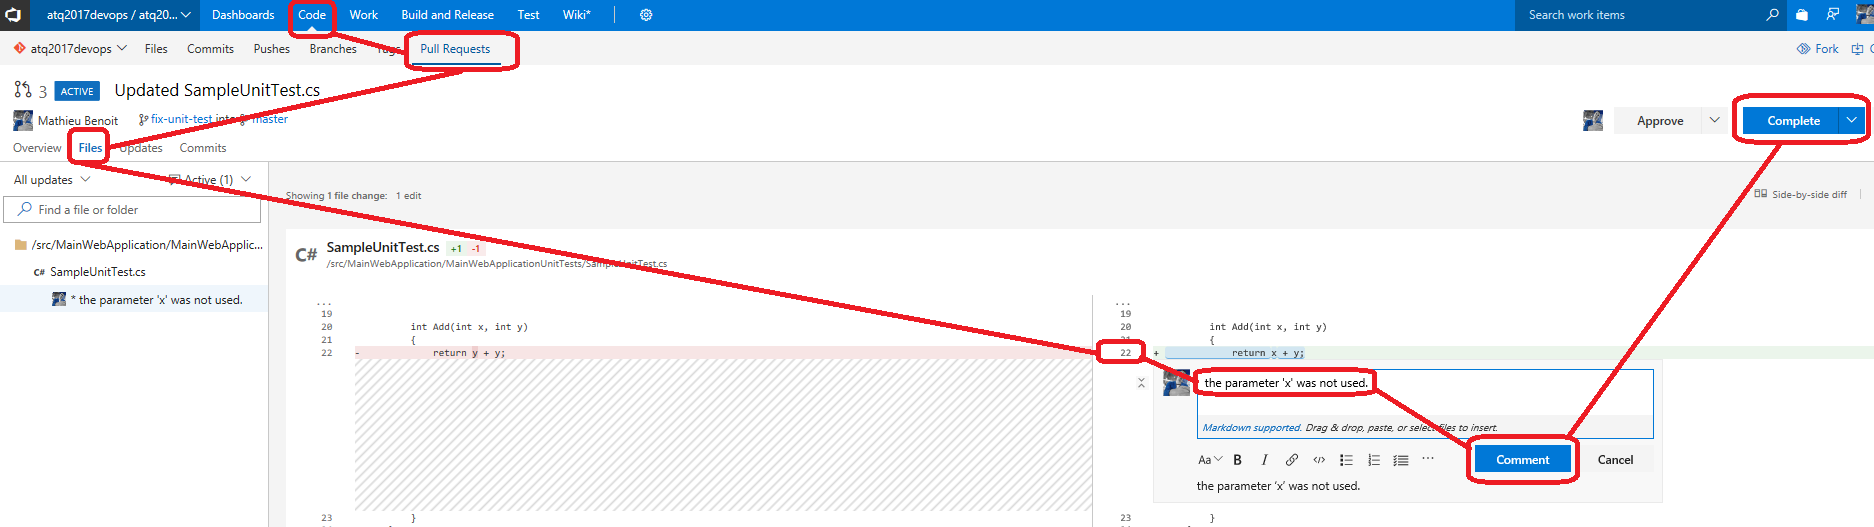 atq2017devops / atq20... Dashboards Code Work Build and Release Test Wiki* Search work items
atq2017devops Files Commits Pushes Branches Tags Pull Requests Fork
3 ACTIVE Updated SampleUnitTest.cs
Mathieu Benoit fix-unit-test into master Approve Complete
Overview Files Updates Commits
All updates Active (1)
Showing 1 file change: 1 edit Side-by-side diff
Find a file or folder
/src/MainWebApplication/MainWebApplic...
SampleUnitTest.cs +1 -1
C#
/src/MainWebApplication/MainWebApplicationUnitTests/SampleUnitTest.cs
C# SampleUnitTest.cs
* the parameter 'x' was not used.
... ...
19 19
20 int Add(int x, int y) 20 int Add(int x, int y)
21 { 21 {
22 - return y + y; 22 + return x + y;
the parameter 'x' was not used.
Markdown supported. Drag & drop, paste, or select files to insert.
Aa B I ... Comment Cancel
the parameter 'x' was not used.
23 } 23 }